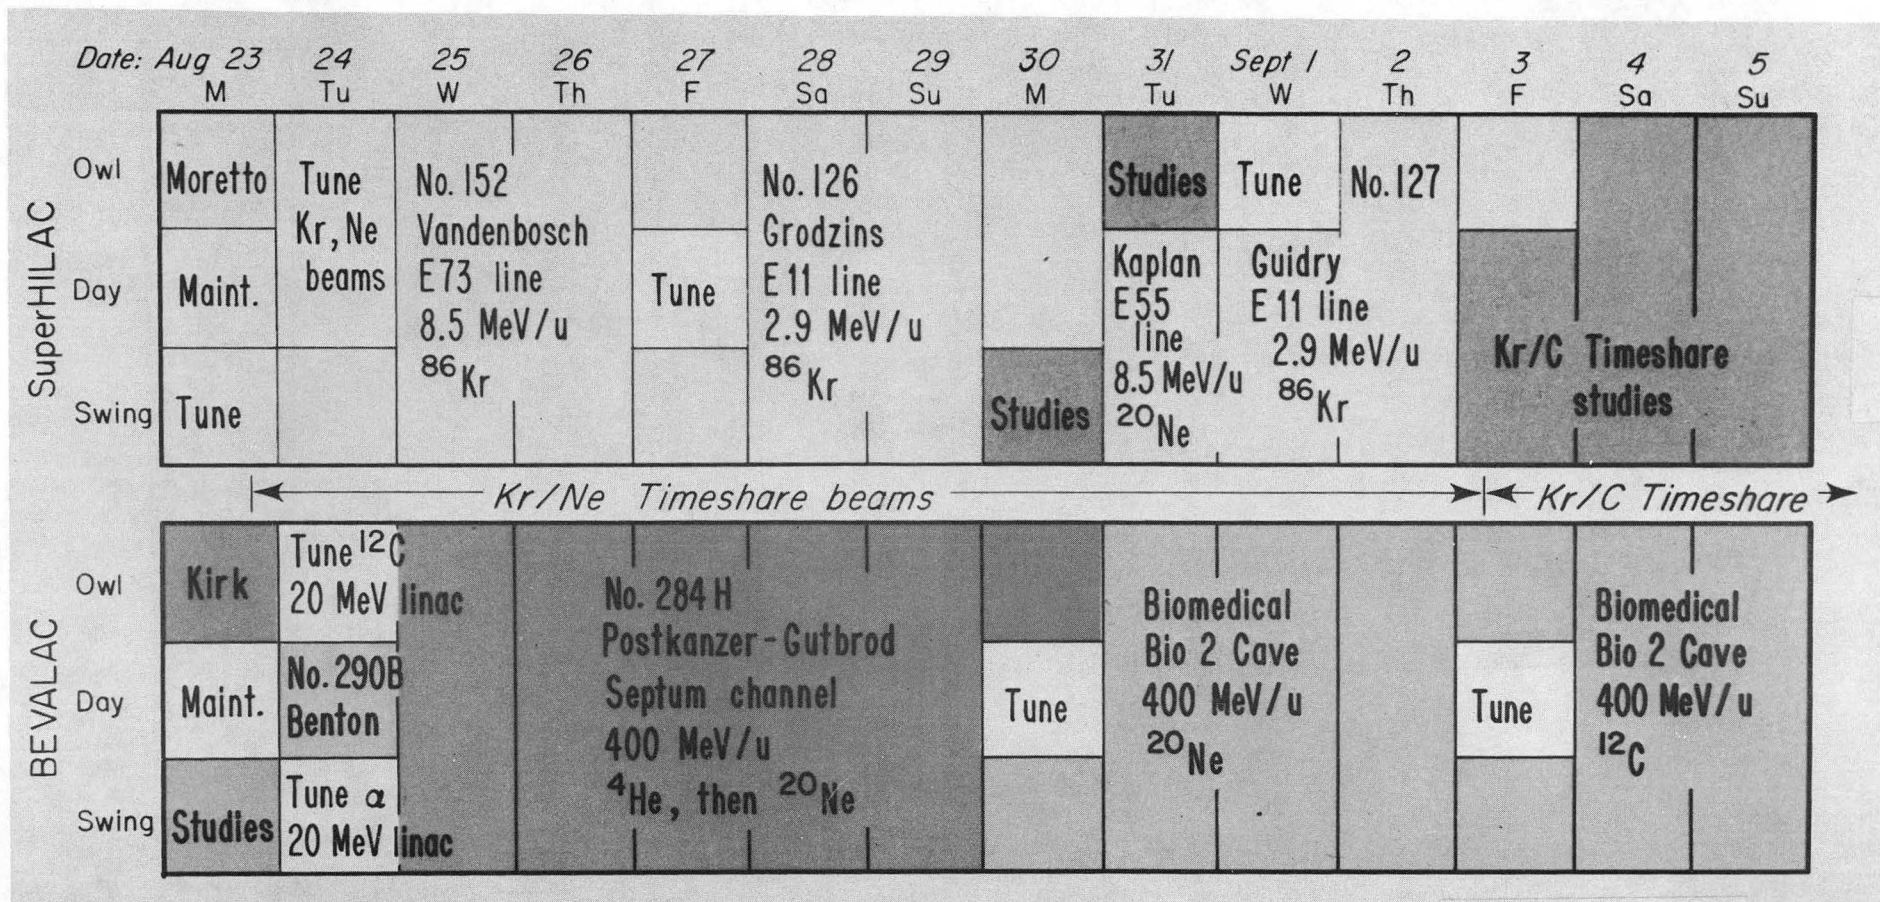 Date: Aug 23 24 25 26 27 28 29 30 31 Sept 1 2 3 4 5
M Tu W Th F Sa Su M Tu W Th F Sa Su
SuperHILAC
Owl
Day
Swing
Moretto
Maint.
Tune
Tune
Kr, Ne
beams
No. 152
Vandenbosch
E73 line
8.5 MeV/u
86Kr
Tune
No. 126
Grodzins
E11 line
2.9 MeV/u
86Kr
Studies
Studies
Kaplan
E55
line
8.5 MeV/u
20Ne
Tune
No. 127
Guidry
E11 line
2.9 MeV/u
86Kr
Kr/C Timeshare
studies
Kr/Ne Timeshare beams
Kr/C Timeshare
BEVALAC
Owl
Day
Swing
Kirk
Maint.
Studies
Tune 12C
20 MeV linac
No. 290B
Benton
Tune α
20 MeV linac
No. 284 H
Postkanzer-Gutbrod
Septum channel
400 MeV/u
4He, then 20Ne
Tune
Biomedical
Bio 2 Cave
400 MeV/u
20Ne
Tune
Biomedical
Bio 2 Cave
400 MeV/u
12C